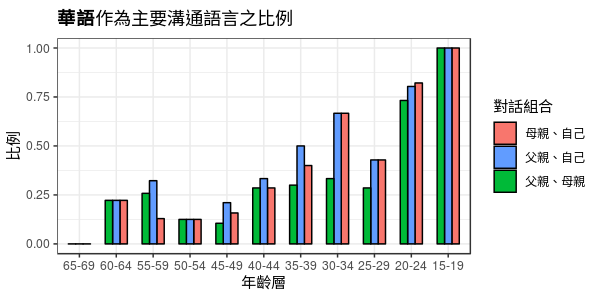 華語作為主要溝通語言之比例
比例
1.00
0.75
0.50
0.25
0.00
65-69 60-64 55-59 50-54 45-49 40-44 35-39 30-34 25-29 20-24 15-19
年齡層
對話組合
母親、自己
父親、自己
父親、母親